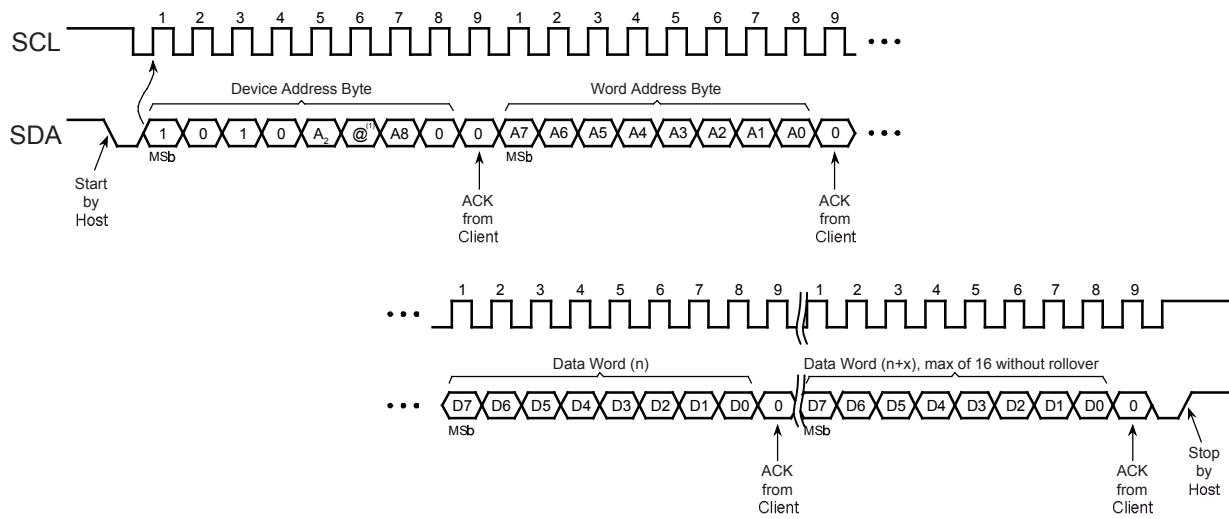 1 2 3 4 5 6 7 8 9 1 2 3 4 5 6 7 8 9
SCL
Device Address Byte Word Address Byte
SDA 1 0 1 0 A2 @(1) A8 0 0 A7 A6 A5 A4 A3 A2 A1 A0 0
MSb MSb
Start
by
Host
ACK
from
Client
ACK
from
Client
1 2 3 4 5 6 7 8 9 1 2 3 4 5 6 7 8 9
Data Word (n) Data Word (n+x), max of 16 without rollover
D7 D6 D5 D4 D3 D2 D1 D0 0 D7 D6 D5 D4 D3 D2 D1 D0 0
MSb MSb
ACK
from
Client
ACK
from
Client
Stop
by
Host